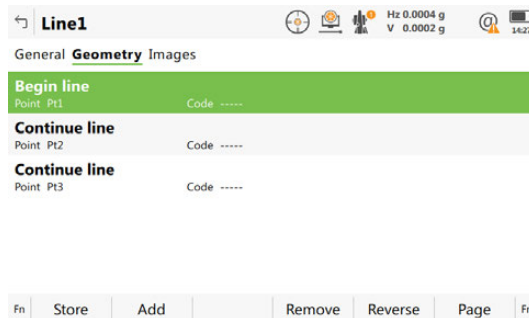 Line1
Hz 0.0004 g
V 0.0002 g
@
General Geometry Images
Begin line
Point Pt1 Code -----
Continue line
Point Pt2 Code -----
Continue line
Point Pt3 Code -----
Fn Store Add Remove Reverse Page